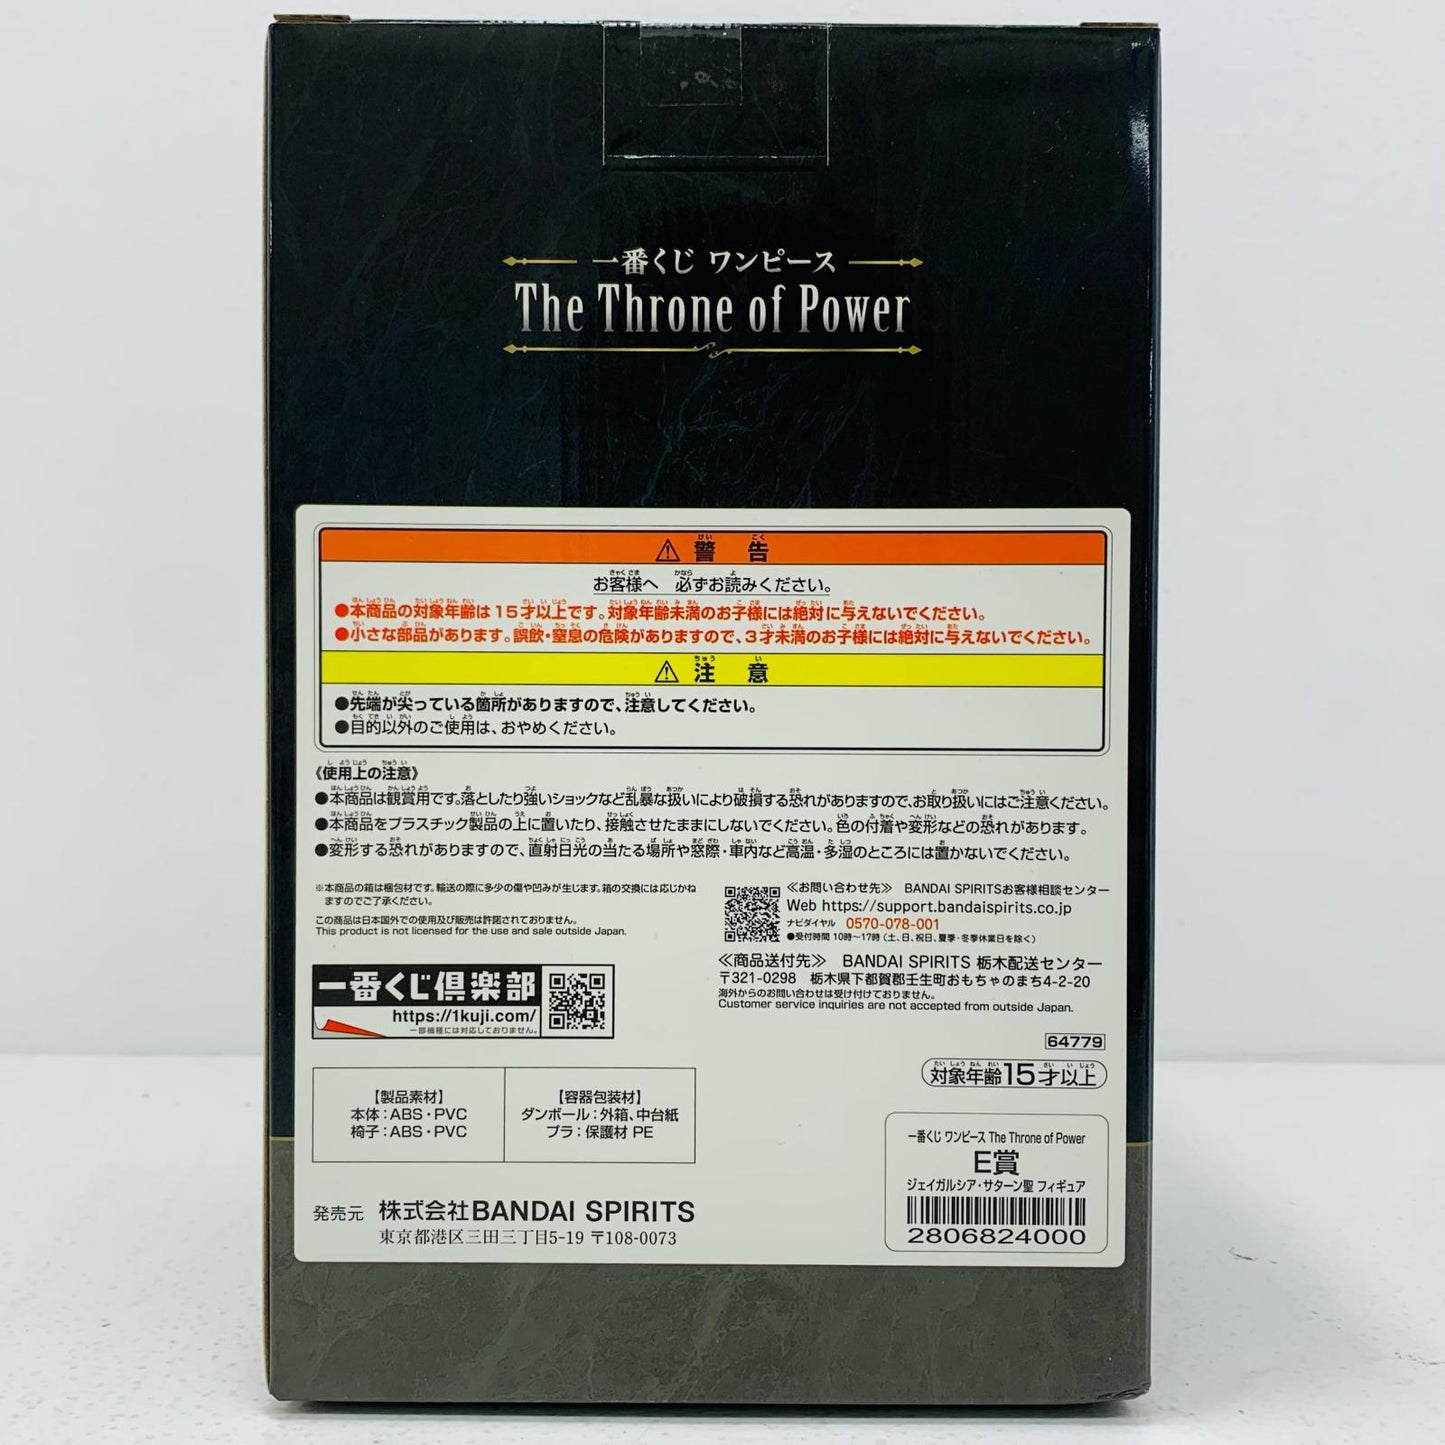 一番くじ ワンピース
The Throne of Power
⚠ 警告
お客様へ 必ずお読みください。
●本商品の対象年齢は15才以上です。対象年齢未満のお子様には絶対に与えないでください。
●小さな部品があります。誤飲・窒息の危険がありますので、3才未満のお子様には絶対に与えないでください。
⚠ 注意
●先端が尖っている箇所がありますので、注意してください。
●目的以外のご使用は、おやめください。
《使用上の注意》
●本商品は観賞用です。落としたり強いショックなど乱暴な扱いにより破損する恐れがありますので、お取り扱いにはご注意ください。
●本商品をプラスチック製品の上に置いたり、接触させたままにしないでください。色の付着や変形などの恐れがあります。
●変形する恐れがありますので、直射日光の当たる場所や窓際・車内など高温・多湿のところには置かないでください。
※本商品の箱は梱包材です。輸送の際に多少の傷や凹みが生じます。箱の交換には応じかねますのでご了承ください。
この商品は日本国外での使用及び販売は許諾されておりません。
This product is not licensed for the use and sale outside Japan.
≪お問い合わせ先≫ BANDAI SPIRITSお客様相談センター
Web https://support.bandaispirits.co.jp
ナビダイヤル 0570-078-001
●受付時間 10時~17時 (土、日、祝日、夏季・冬季休業日を除く)
≪商品送付先≫ BANDAI SPIRITS 栃木配送センター
〒321-0298 栃木県下都賀郡壬生町おもちゃのまち4-2-20
海外からのお問い合わせは受け付けておりません。
Customer service inquiries are not accepted from outside Japan.
一番くじ倶楽部
https://1kuji.com/
一部機種には対応しておりません。
64779
対象年齢15才以上
【製品素材】
本体:ABS・PVC
椅子:ABS・PVC
【容器包装材】
ダンボール:外箱、中台紙
プラ:保護材 PE
一番くじ ワンピース The Throne of Power
E賞
ジェイガルシア・サターン聖 フィギュア
2806824000
発売元 株式会社BANDAI SPIRITS
東京都港区三田三丁目5-19 〒108-0073